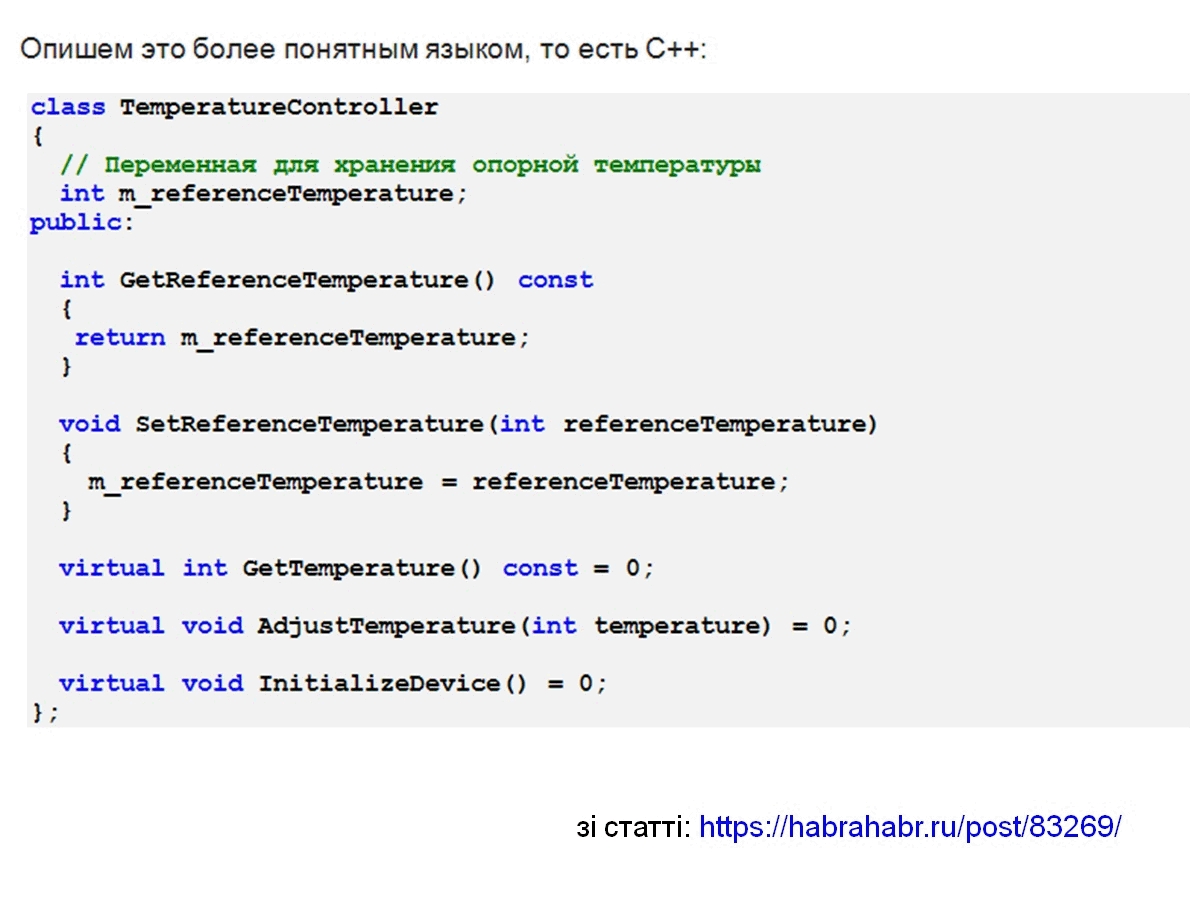 Опишем это более понятным языком, то есть C++:
class TemperatureController
{
// Переменная для хранения опорной температуры
int m_referenceTemperature;
public:
int GetReferenceTemperature() const
{
return m_referenceTemperature;
}
void SetReferenceTemperature(int referenceTemperature)
{
m_referenceTemperature = referenceTemperature;
}
virtual int GetTemperature() const = 0;
virtual void AdjustTemperature(int temperature) = 0;
virtual void InitializeDevice() = 0;
};
зі статті: https://habrahabr.ru/post/83269/